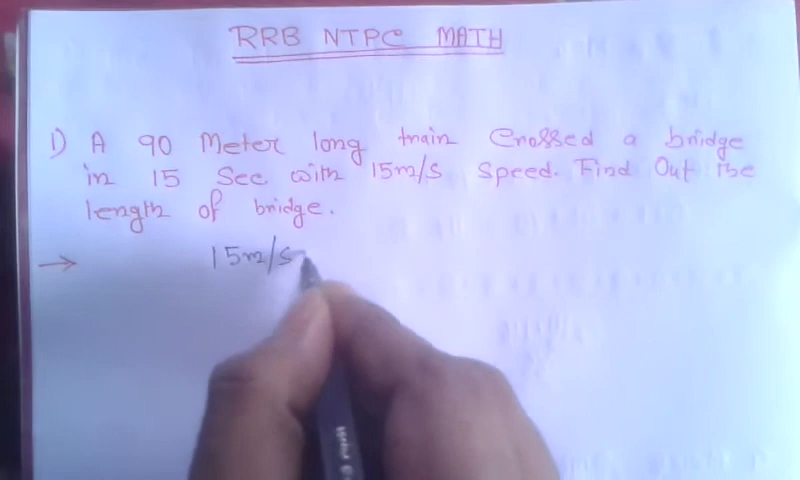 RRB NTPC MATH
1) A 90 Meter long train Crossed a bridge
in 15 Sec with 15m/s Speed. Find Out the
length of bridge.
→ 15m/s